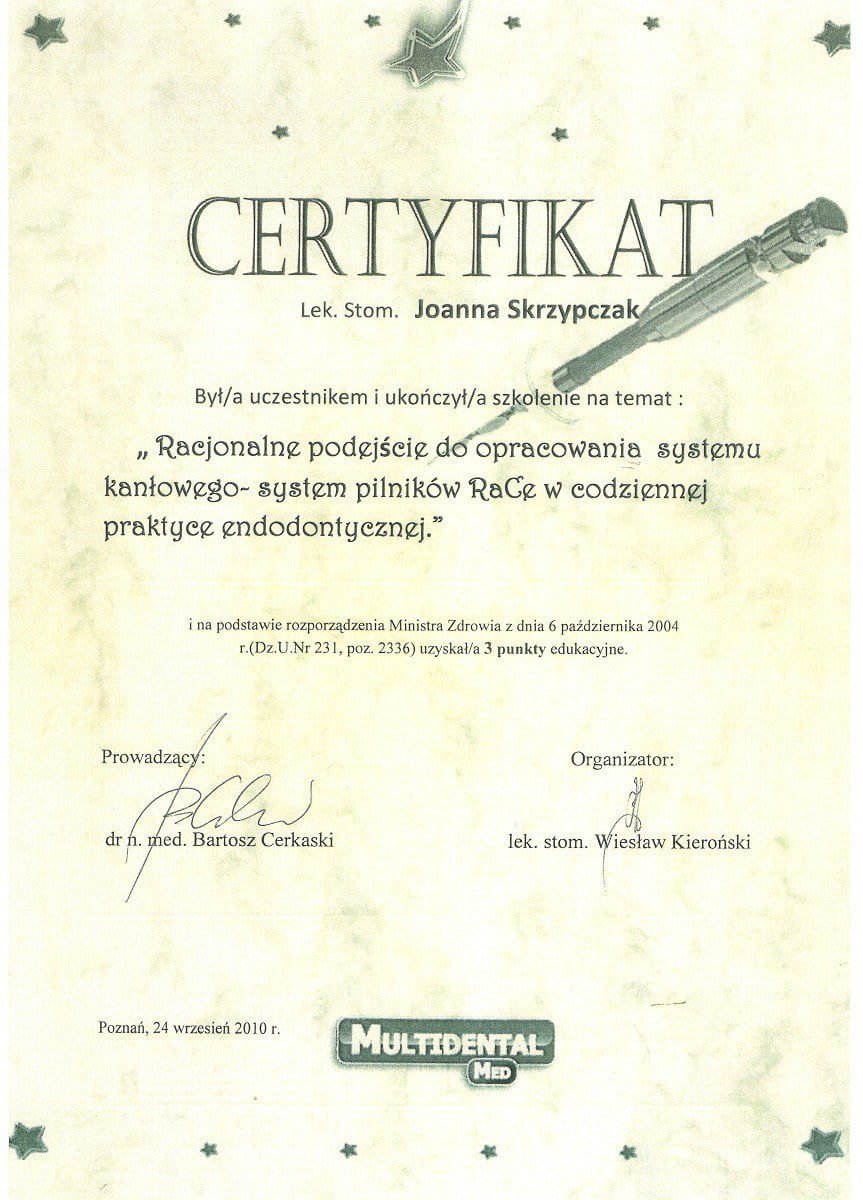 CERTYFIKAT
Lek. Stom. Joanna Skrzypczak
Był/a uczestnikem i ukończył/a szkolenie na temat :
„ Racjonalne podejście do opracowania systemu
kanłowego- system pilników RaCe w codziennej
praktyce endodontycznej.”
i na podstawie rozporządzenia Ministra Zdrowia z dnia 6 października 2004
r.(Dz.U.Nr 231, poz. 2336) uzyskał/a 3 punkty edukacyjne.
Prowadzący: Organizator:
dr n. med. Bartosz Cerkaski lek. stom. Wiesław Kieroński
Poznań, 24 wrzesień 2010 r.
MULTIDENTAL
MED